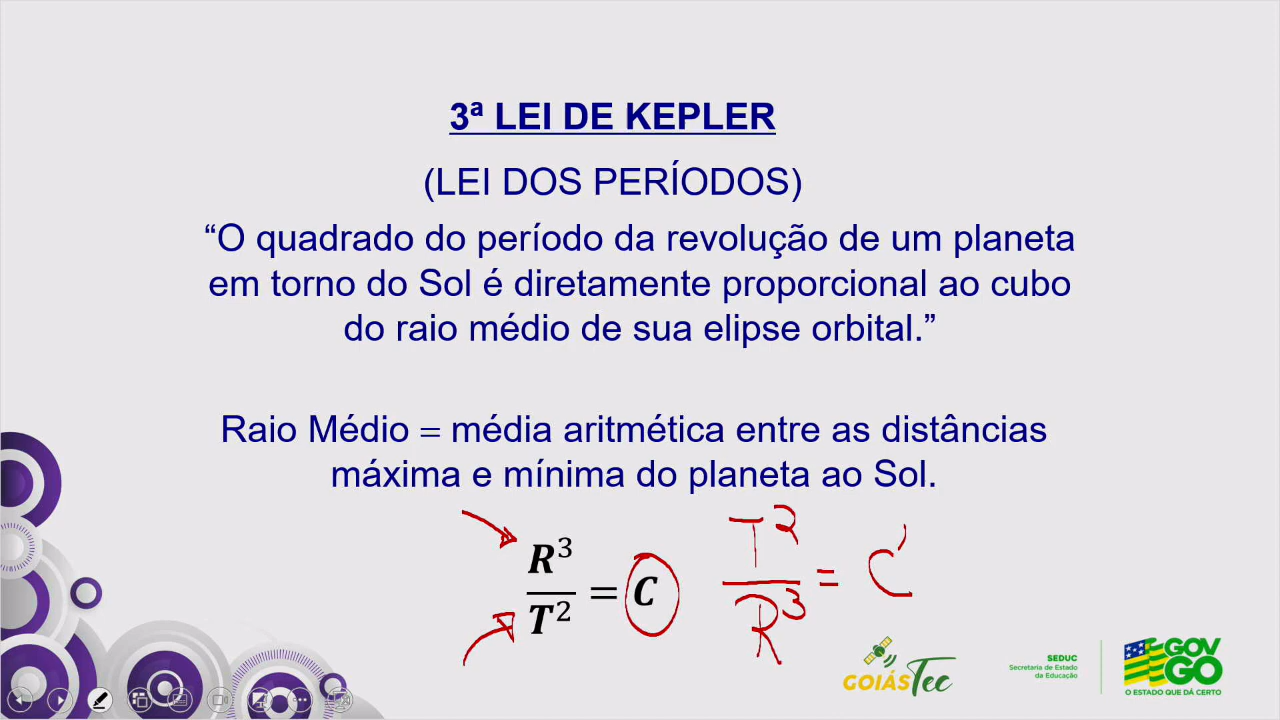 3ª LEI DE KEPLER
(LEI DOS PERÍODOS)
“O quadrado do período da revolução de um planeta
em torno do Sol é diretamente proporcional ao cubo
do raio médio de sua elipse orbital.”
Raio Médio = média aritmética entre as distâncias
máxima e mínima do planeta ao Sol.
R³/T² = C
T²/R³ = C'
GOIÁSTec
SEDUC
Secretaria de Estado
da Educação
GOV
GO
O ESTADO QUE DÁ CERTO